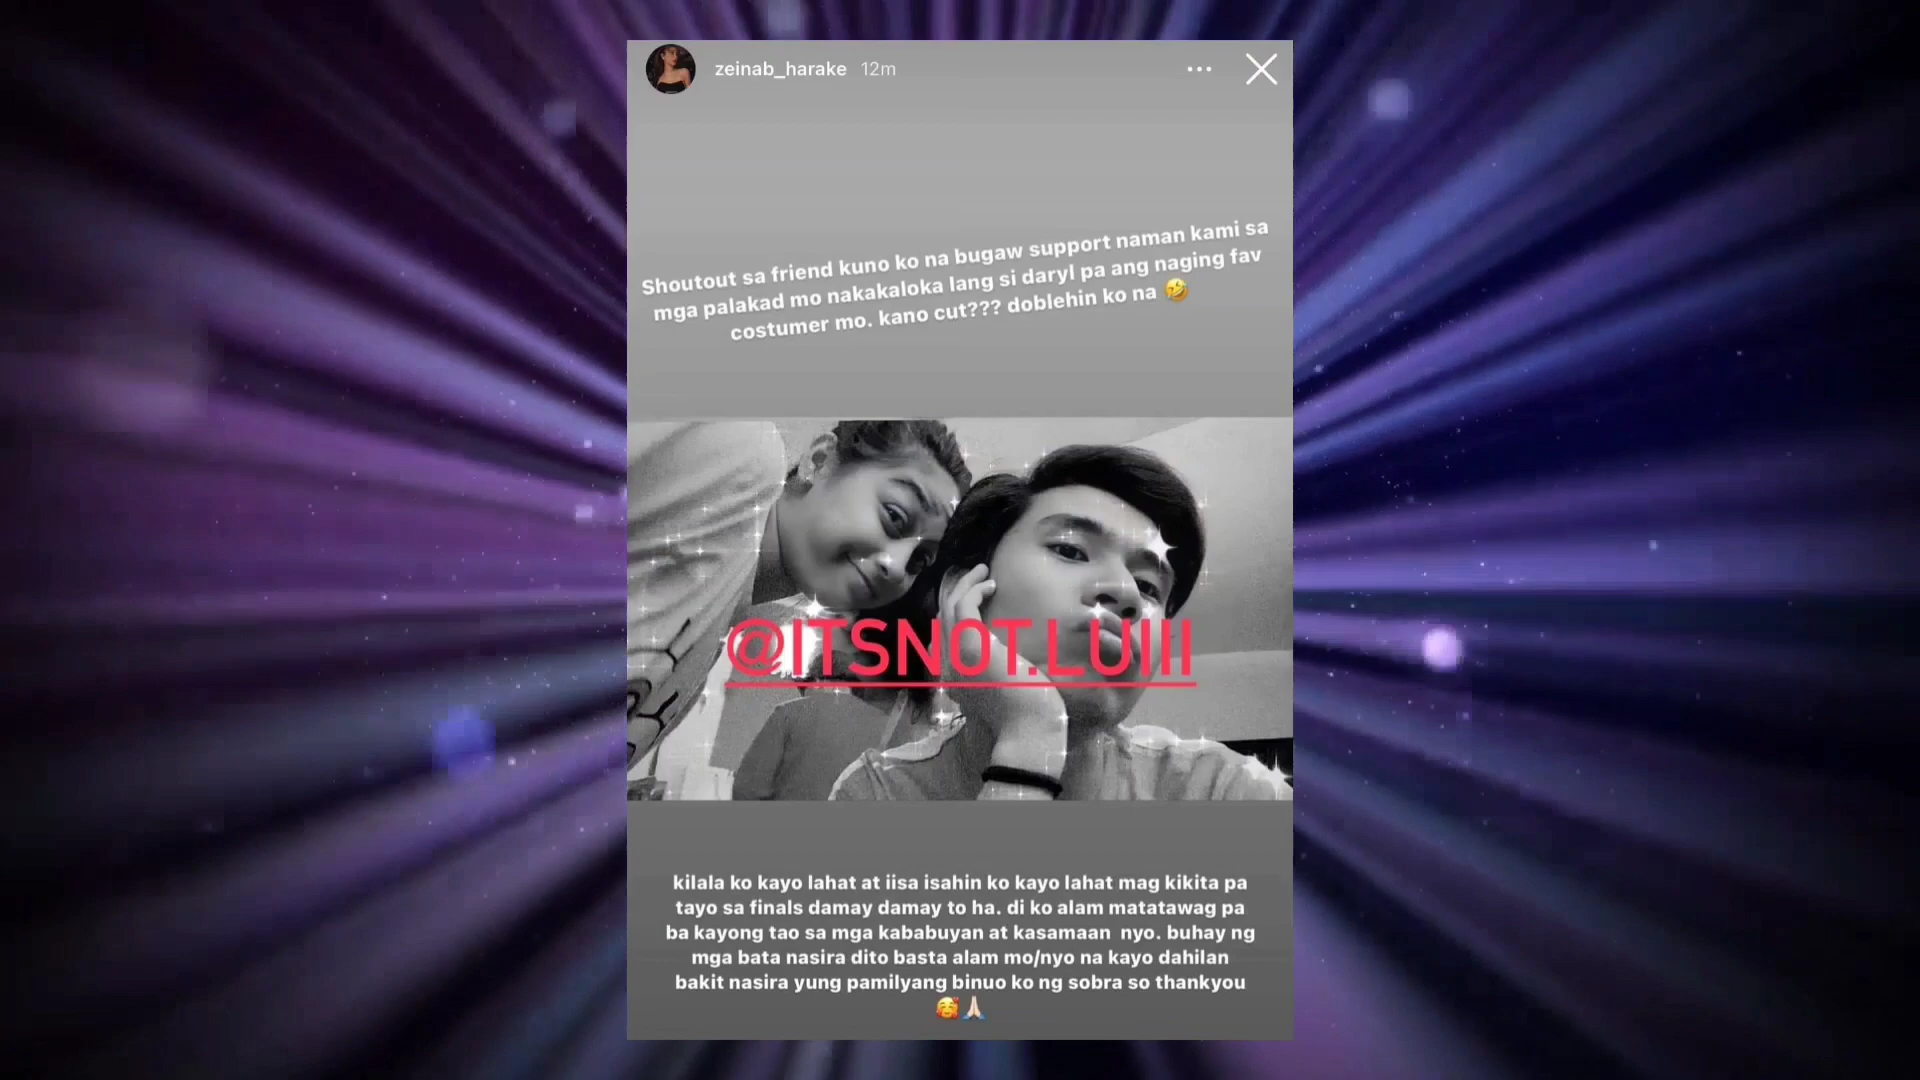 zeinab_harake 12m
Shoutout sa friend kuno ko na bugaw support naman kami sa
mga palakad mo nakakaloka lang si daryl pa ang naging fav
costumer mo. kano cut??? doblehin ko na 🤣
@ITSNOT.LUIII
kilala ko kayo lahat at iisa isahin ko kayo lahat mag kikita pa
tayo sa finals damay damay to ha. di ko alam matatawag pa
ba kayong tao sa mga kababuyan at kasamaan nyo. buhay ng
mga bata nasira dito basta alam mo/nyo na kayo dahilan
bakit nasira yung pamilyang binuo ko ng sobra so thankyou
🥰🙏🏻